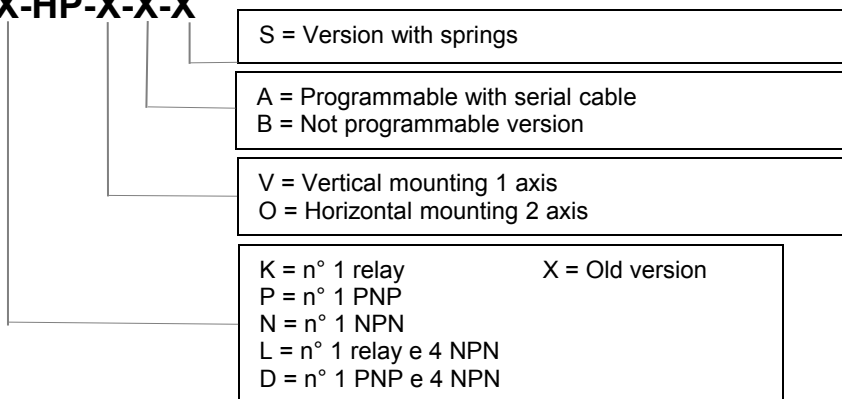 X-HP-X-X-X
S = Version with springs
A = Programmable with serial cable
B = Not programmable version
V = Vertical mounting 1 axis
O = Horizontal mounting 2 axis
K = n° 1 relay X = Old version
P = n° 1 PNP
N = n° 1 NPN
L = n° 1 relay e 4 NPN
D = n° 1 PNP e 4 NPN